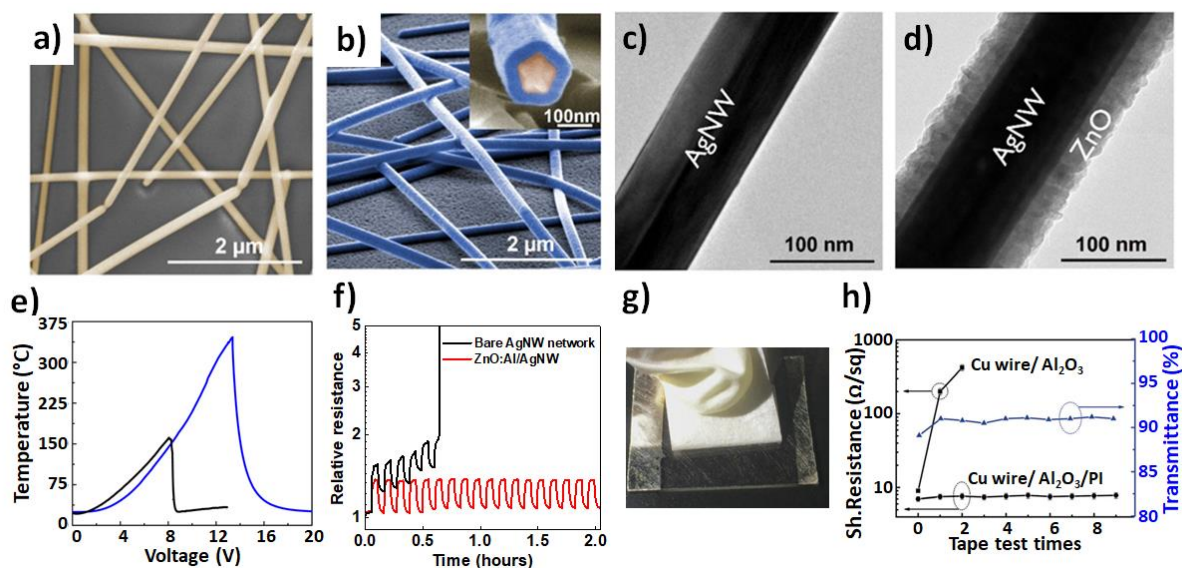 a)
2 μm
b)
100nm
2 μm
c)
AgNW
100 nm
d)
AgNW
ZnO
100 nm
e)
Temperature (°C)
375
300
225
150
75
0
0 4 8 12 16 20
Voltage (V)
f)
Relative resistance
5
4
3
2
1
Bare AgNW network
ZnO:Al/AgNW
0.0 0.5 1.0 1.5 2.0
Time (hours)
g)
h)
Sh.Resistance (Ω/sq)
1000
100
10
Cu wire/ Al₂O₃
Cu wire/ Al₂O₃/PI
0 2 4 6 8
Tape test times
100
95
90
85
80
Transmittance (%)